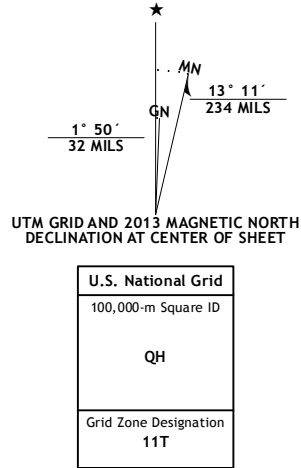 ★
MN
GN
13° 11´
234 MILS
1° 50´
32 MILS
UTM GRID AND 2013 MAGNETIC NORTH
DECLINATION AT CENTER OF SHEET
U.S. National Grid
100,000-m Square ID
QH
Grid Zone Designation
11T